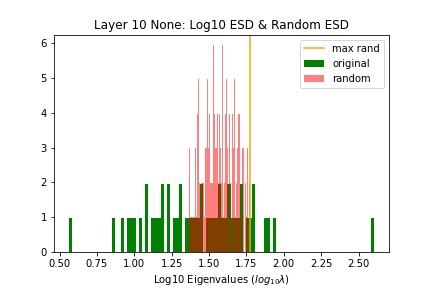 Layer 10 None: Log10 ESD & Random ESD
6
5
4
3
2
1
0
max rand
original
random
0.50 0.75 1.00 1.25 1.50 1.75 2.00 2.25 2.50
Log10 Eigenvalues (log₁₀λ)